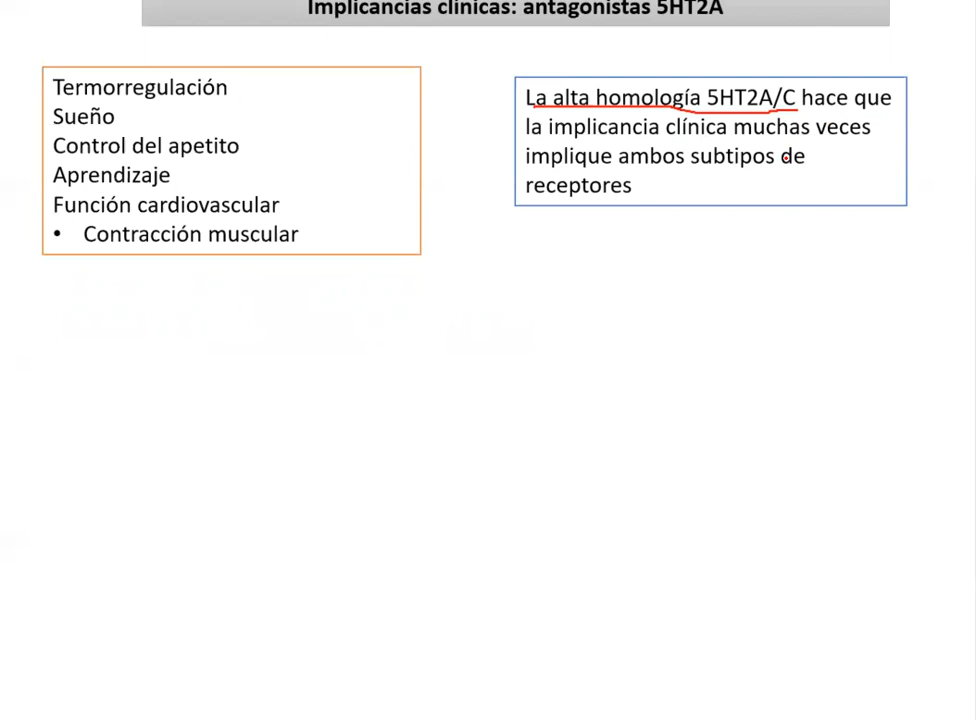 Implicancias clínicas: antagonistas 5HT2A
Termorregulación
Sueño
Control del apetito
Aprendizaje
Función cardiovascular
• Contracción muscular
La alta homología 5HT2A/C hace que
la implicancia clínica muchas veces
implique ambos subtipos de
receptores